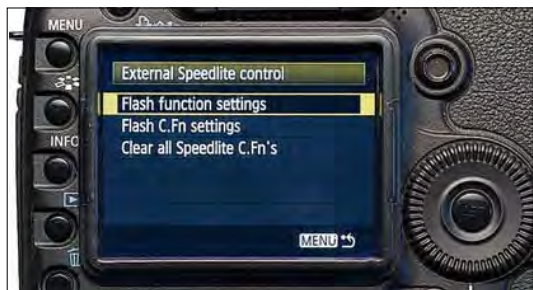 MENU
External Speedlite control
Flash function settings
Flash C.Fn settings
Clear all Speedlite C.Fn's
INFO
MENU